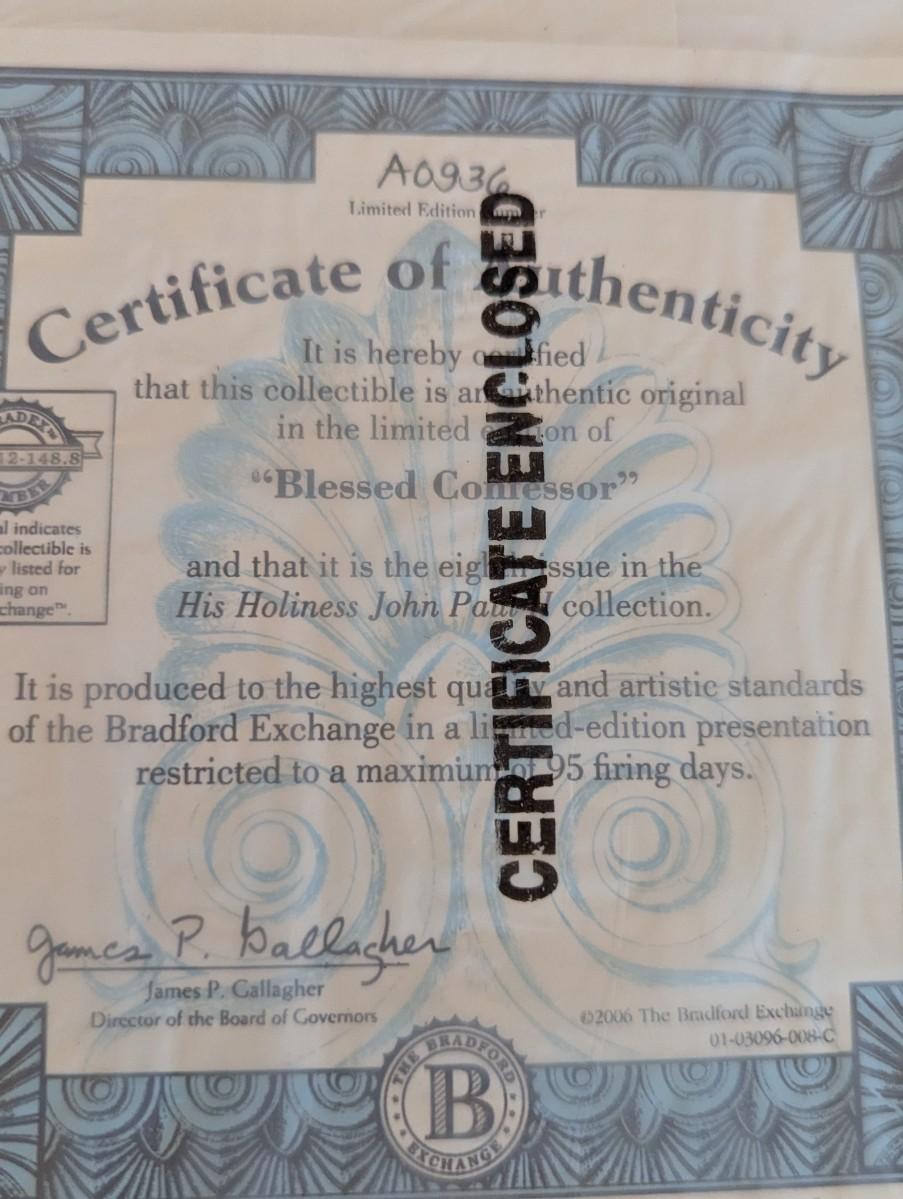 A0936
Limited Edition
Certificate of Authenticity
It is hereby certified
that this collectible is an authentic original
in the limited edition of
“Blessed Confessor”
and that it is the eighth issue in the
His Holiness John Paul II collection.
It is produced to the highest quality and artistic standards
of the Bradford Exchange in a limited-edition presentation
restricted to a maximum of 95 firing days.
CERTIFICATE ENCLOSED
ADEX™
12-148.8
MBER
al indicates
collectible is
y listed for
ing on
change™.
James P. Gallagher
James P. Gallagher
Director of the Board of Governors
©2006 The Bradford Exchange
01-03096-008-C
THE BRADFORD
B
EXCHANGE